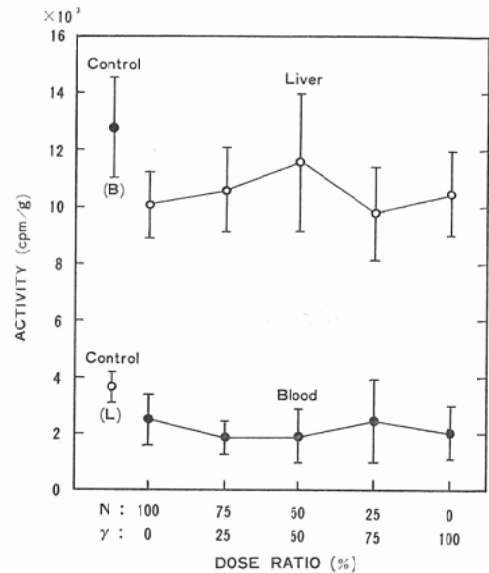 ×10³
16
Control
Liver
14
12
(B)
10
ACTIVITY (cpm/g)
8
6
Control
4
(L)
Blood
2
0
N : 100 75 50 25 0
γ : 0 25 50 75 100
DOSE RATIO (%)